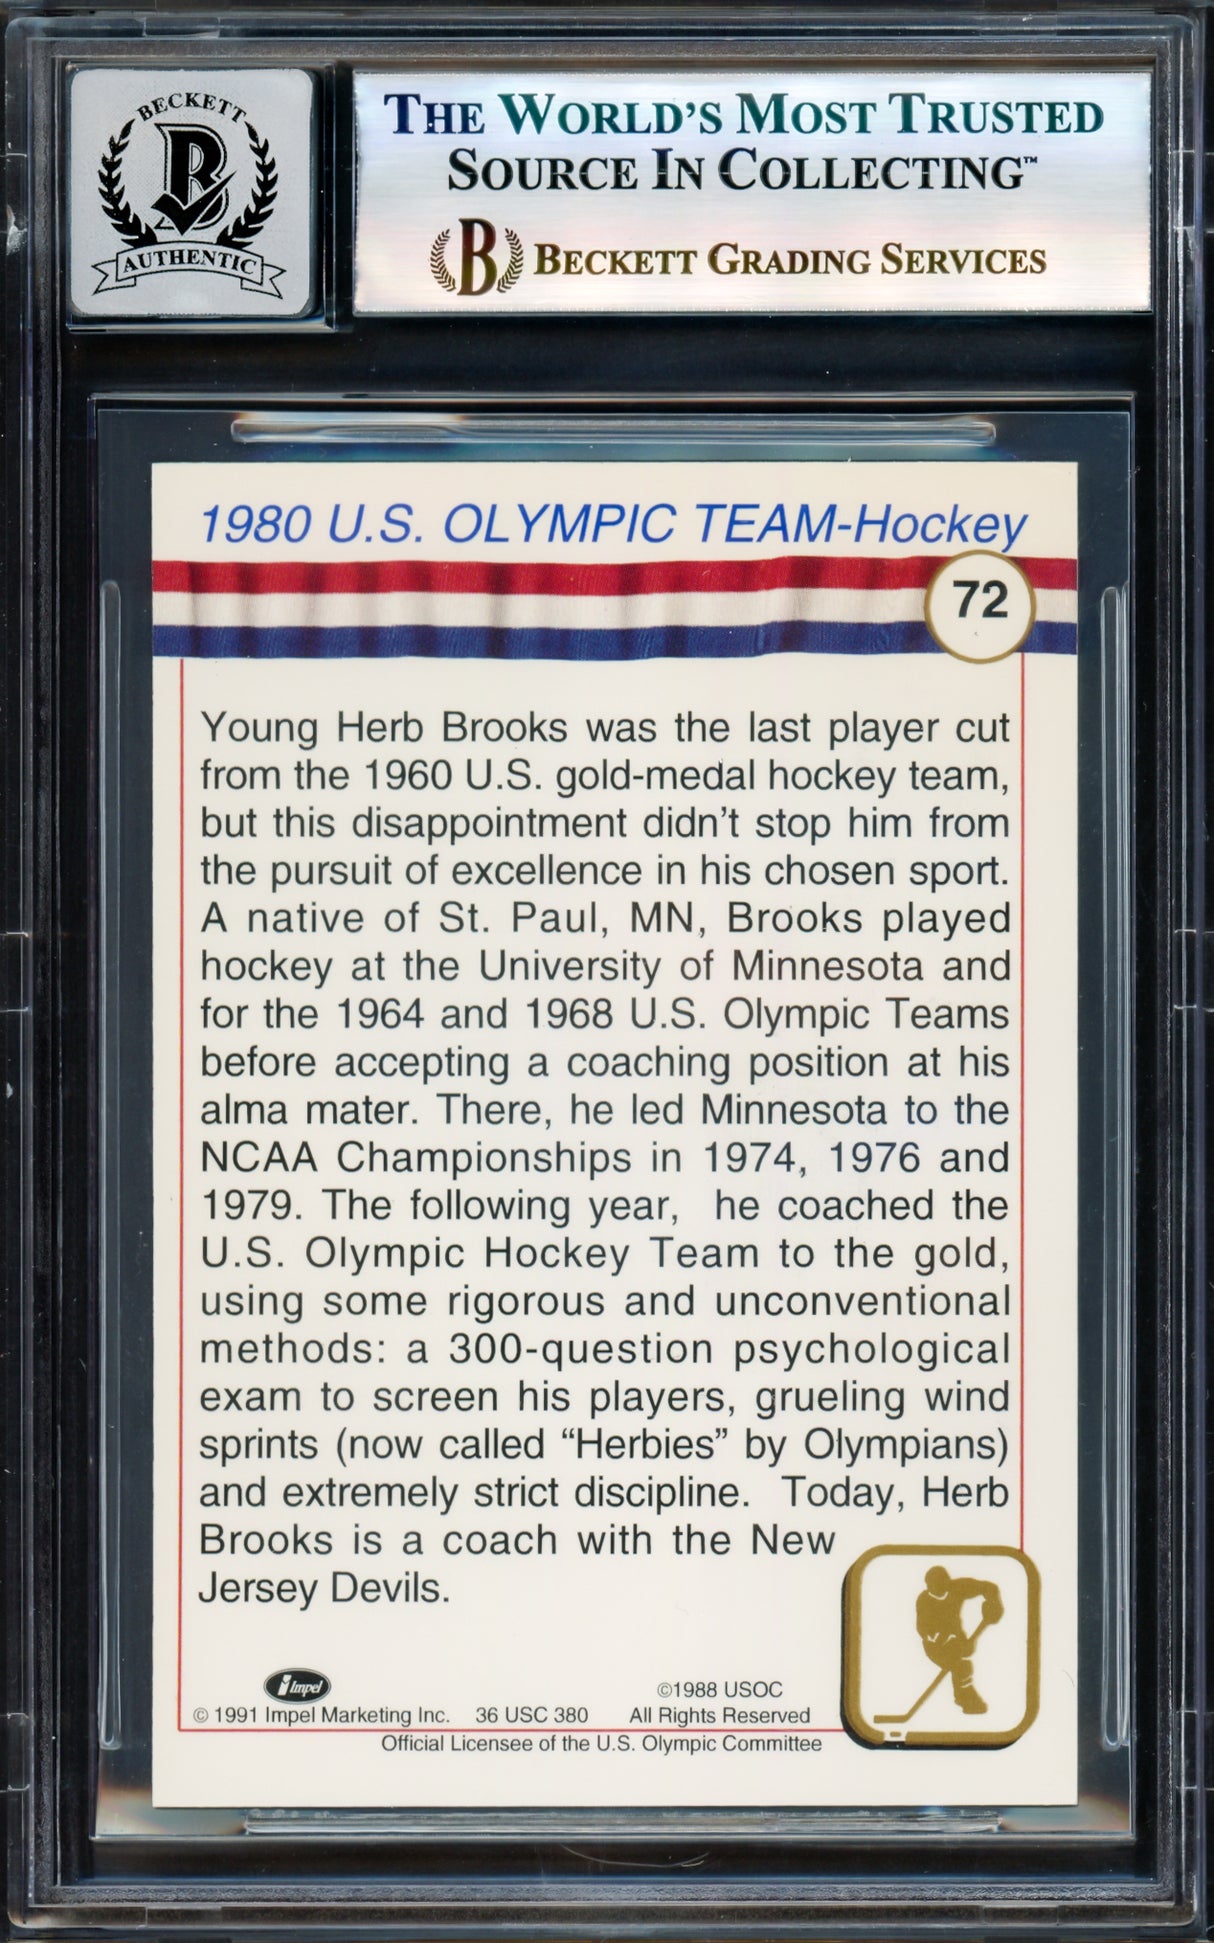 BECKETT
B
AUTHENTIC
THE WORLD'S MOST TRUSTED
SOURCE IN COLLECTING™
B BECKETT GRADING SERVICES
1980 U.S. OLYMPIC TEAM-Hockey
72
Young Herb Brooks was the last player cut
from the 1960 U.S. gold-medal hockey team,
but this disappointment didn't stop him from
the pursuit of excellence in his chosen sport.
A native of St. Paul, MN, Brooks played
hockey at the University of Minnesota and
for the 1964 and 1968 U.S. Olympic Teams
before accepting a coaching position at his
alma mater. There, he led Minnesota to the
NCAA Championships in 1974, 1976 and
1979. The following year, he coached the
U.S. Olympic Hockey Team to the gold,
using some rigorous and unconventional
methods: a 300-question psychological
exam to screen his players, grueling wind
sprints (now called “Herbies” by Olympians)
and extremely strict discipline. Today, Herb
Brooks is a coach with the New
Jersey Devils.
Impel
©1988 USOC
© 1991 Impel Marketing Inc. 36 USC 380 All Rights Reserved
Official Licensee of the U.S. Olympic Committee